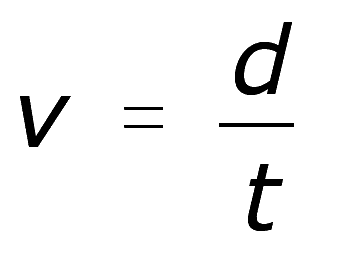 v = d/t